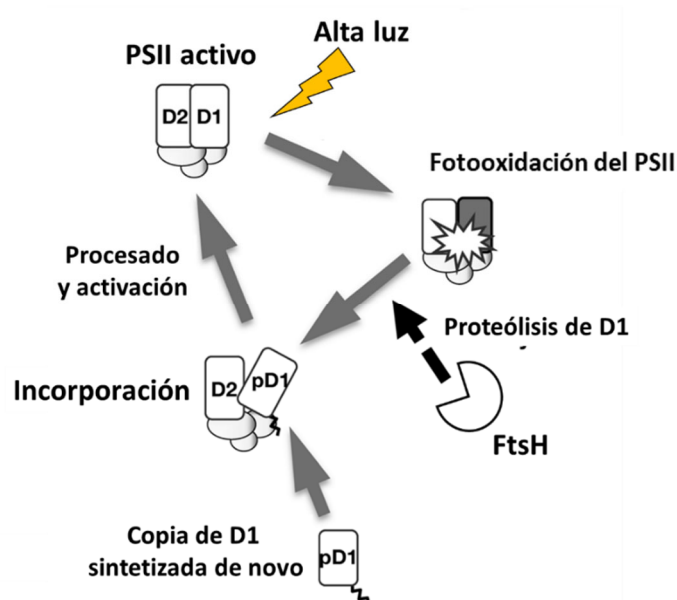 Alta luz
PSII activo
D2 D1
Fotooxidación del PSII
Procesado
y activación
Proteólisis de D1
Incorporación
D2 pD1
FtsH
Copia de D1
sintetizada de novo
pD1